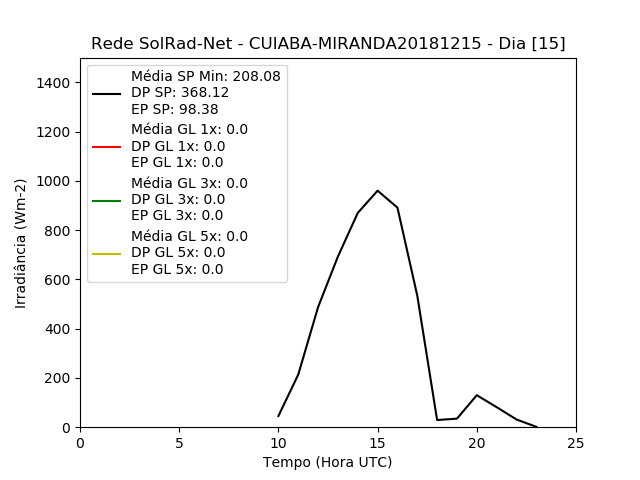 Rede SolRad-Net - CUIABA-MIRANDA20181215 - Dia [15]
Média SP Min: 208.08
DP SP: 368.12
EP SP: 98.38
Média GL 1x: 0.0
DP GL 1x: 0.0
EP GL 1x: 0.0
Média GL 3x: 0.0
DP GL 3x: 0.0
EP GL 3x: 0.0
Média GL 5x: 0.0
DP GL 5x: 0.0
EP GL 5x: 0.0
Irradiância (Wm-2)
1400
1200
1000
800
600
400
200
0
0 5 10 15 20 25
Tempo (Hora UTC)